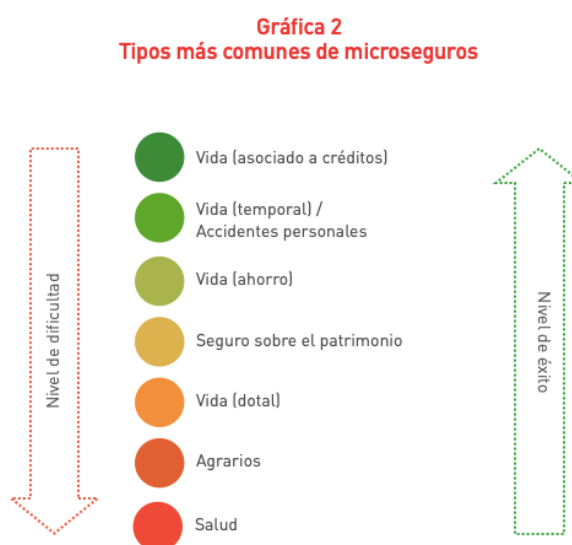 Gráfica 2
Tipos más comunes de microseguros
Nivel de dificultad
Vida (asociado a créditos)
Vida (temporal) /
Accidentes personales
Vida (ahorro)
Seguro sobre el patrimonio
Vida (dotal)
Agrarios
Salud
Nivel de éxito